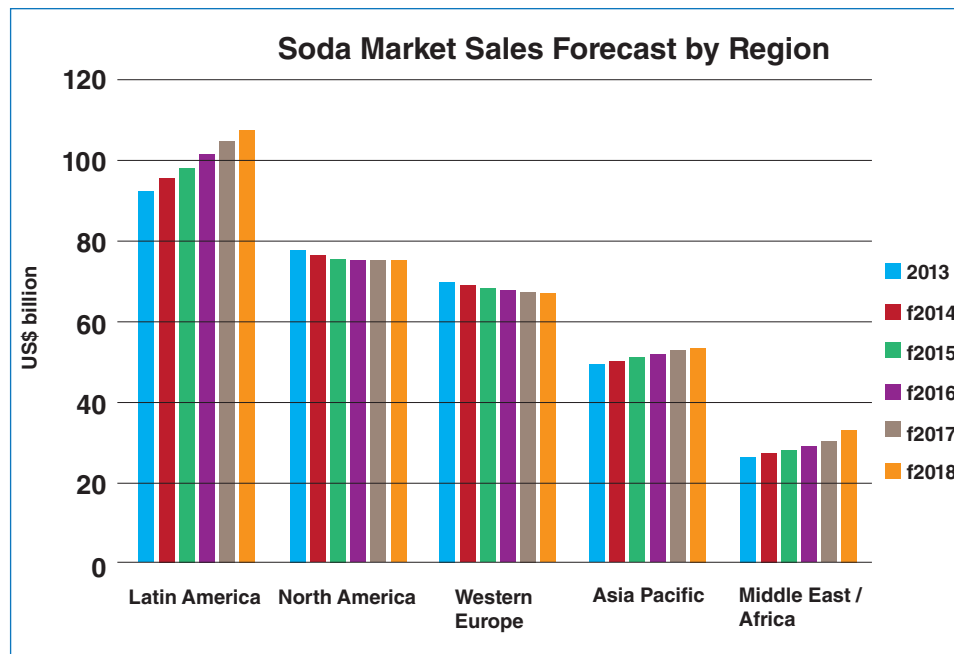 Soda Market Sales Forecast by Region
120
100
80
60
40
20
0
US$ billion
Latin America
North America
Western
Europe
Asia Pacific
Middle East /
Africa
2013
f2014
f2015
f2016
f2017
f2018